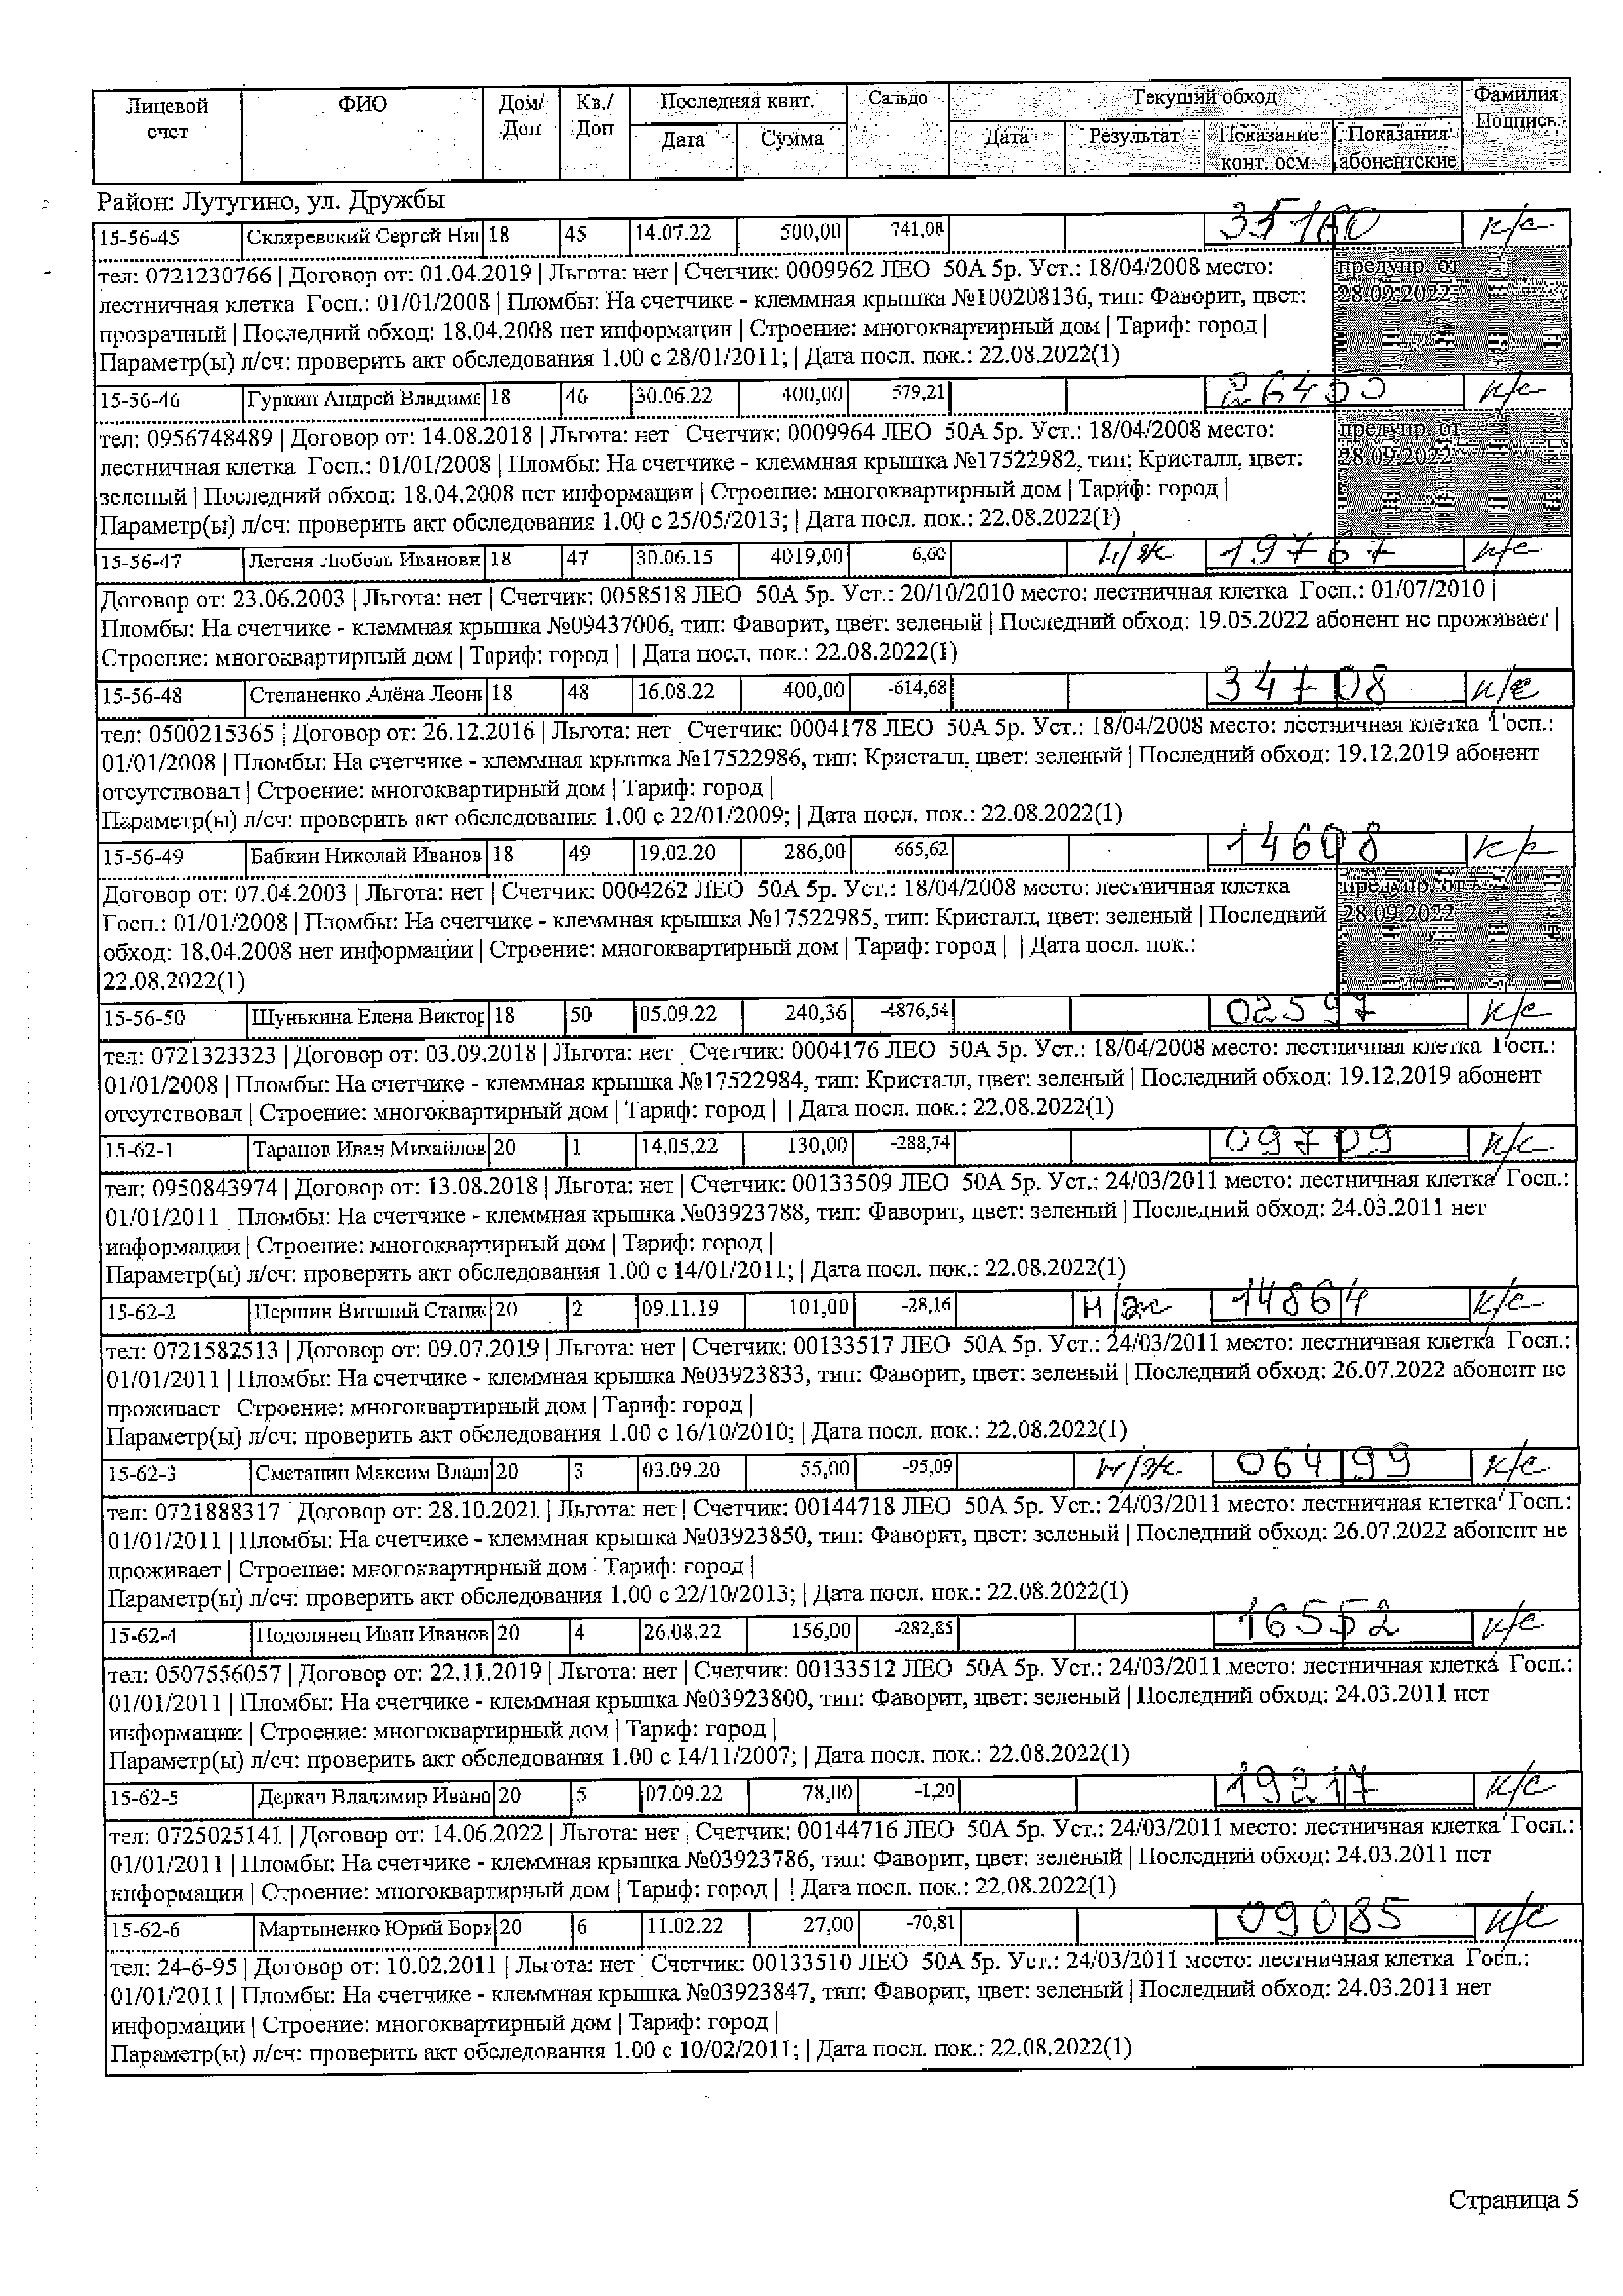 Лицевой счет ФИО Дом/ Доп Кв./ Доп Последняя квит. Сальдо Текущий обход Фамилия Подпись
Дата Сумма Дата Результат Показание конт. осм. Показания абонентские
Район: Лутугино, ул. Дружбы
15-56-45 Скляревский Сергей Ни 18 45 14.07.22 500,00 741,08 35160 к/с
тел: 0721230766 | Договор от: 01.04.2019 | Льгота: нет | Счетчик: 0009962 ЛЕО 50А 5р. Уст.: 18/04/2008 место: предупр. от
лестничная клетка Госп.: 01/01/2008 | Пломбы: На счетчике - клеммная крышка №100208136, тип: Фаворит, цвет: 28.09.2022
прозрачный | Последний обход: 18.04.2008 нет информации | Строение: многоквартирный дом | Тариф: город |
Параметр(ы) л/сч: проверить акт обследования 1.00 с 28/01/2011; | Дата посл. пок.: 22.08.2022(1)
15-56-46 Гуркин Андрей Владими 18 46 30.06.22 400,00 579,21 к/с
тел: 0956748489 | Договор от: 14.08.2018 | Льгота: нет | Счетчик: 0009964 ЛЕО 50А 5р. Уст.: 18/04/2008 место: предупр. от
лестничная клетка Госп.: 01/01/2008 | Пломбы: На счетчике - клеммная крышка №17522982, тип: Кристалл, цвет: 28.09.2022
зеленый | Последний обход: 18.04.2008 нет информации | Строение: многоквартирный дом | Тариф: город |
Параметр(ы) л/сч: проверить акт обследования 1.00 с 25/05/2013; | Дата посл. пок.: 22.08.2022(1)
15-56-47 Легеня Любовь Ивановн 18 47 30.06.15 4019,00 6,60 н/ж 19767 к/с
Договор от: 23.06.2003 | Льгота: нет | Счетчик: 0058518 ЛЕО 50А 5р. Уст.: 20/10/2010 место: лестничная клетка Госп.: 01/07/2010 |
Пломбы: На счетчике - клеммная крышка №09437006, тип: Фаворит, цвет: зеленый | Последний обход: 19.05.2022 абонент не проживает |
Строение: многоквартирный дом | Тариф: город | | Дата посл. пок.: 22.08.2022(1)
15-56-48 Степаненко Алёна Леони 18 48 16.08.22 400,00 -614,68 34708 к/с
тел: 0500215365 | Договор от: 26.12.2016 | Льгота: нет | Счетчик: 0004178 ЛЕО 50А 5р. Уст.: 18/04/2008 место: лестничная клетка Госп.:
01/01/2008 | Пломбы: На счетчике - клеммная крышка №17522986, тип: Кристалл, цвет: зеленый | Последний обход: 19.12.2019 абонент
отсутствовал | Строение: многоквартирный дом | Тариф: город |
Параметр(ы) л/сч: проверить акт обследования 1.00 с 22/01/2009; | Дата посл. пок.: 22.08.2022(1)
15-56-49 Бабкин Николай Иванов 18 49 19.02.20 286,00 665,62 14608 к/с
Договор от: 07.04.2003 | Льгота: нет | Счетчик: 0004262 ЛЕО 50А 5р. Уст.: 18/04/2008 место: лестничная клетка предупр. от
Госп.: 01/01/2008 | Пломбы: На счетчике - клеммная крышка №17522985, тип: Кристалл, цвет: зеленый | Последний 28.09.2022
обход: 18.04.2008 нет информации | Строение: многоквартирный дом | Тариф: город | | Дата посл. пок.:
22.08.2022(1)
15-56-50 Шунькина Елена Виктор 18 50 05.09.22 240,36 -4876,54 02597 к/с
тел: 0721323323 | Договор от: 03.09.2018 | Льгота: нет | Счетчик: 0004176 ЛЕО 50А 5р. Уст.: 18/04/2008 место: лестничная клетка Госп.:
01/01/2008 | Пломбы: На счетчике - клеммная крышка №17522984, тип: Кристалл, цвет: зеленый | Последний обход: 19.12.2019 абонент
отсутствовал | Строение: многоквартирный дом | Тариф: город | | Дата посл. пок.: 22.08.2022(1)
15-62-1 Таранов Иван Михайлов 20 1 14.05.22 130,00 -288,74 09709 к/с
тел: 0950843974 | Договор от: 13.08.2018 | Льгота: нет | Счетчик: 00133509 ЛЕО 50А 5р. Уст.: 24/03/2011 место: лестничная клетка Госп.:
01/01/2011 | Пломбы: На счетчике - клеммная крышка №03923788, тип: Фаворит, цвет: зеленый | Последний обход: 24.03.2011 нет
информации | Строение: многоквартирный дом | Тариф: город |
Параметр(ы) л/сч: проверить акт обследования 1.00 с 14/01/2011; | Дата посл. пок.: 22.08.2022(1)
15-62-2 Першин Виталий Станис 20 2 09.11.19 101,00 -28,16 н/ж 14864 к/с
тел: 0721582513 | Договор от: 09.07.2019 | Льгота: нет | Счетчик: 00133517 ЛЕО 50А 5р. Уст.: 24/03/2011 место: лестничная клетка Госп.:
01/01/2011 | Пломбы: На счетчике - клеммная крышка №03923833, тип: Фаворит, цвет: зеленый | Последний обход: 26.07.2022 абонент не
проживает | Строение: многоквартирный дом | Тариф: город |
Параметр(ы) л/сч: проверить акт обследования 1.00 с 16/10/2010; | Дата посл. пок.: 22.08.2022(1)
15-62-3 Сметанин Максим Влад 20 3 03.09.20 55,00 -95,09 н/ж 06499 к/с
тел: 0721888317 | Договор от: 28.10.2021 | Льгота: нет | Счетчик: 00144718 ЛЕО 50А 5р. Уст.: 24/03/2011 место: лестничная клетка Госп.:
01/01/2011 | Пломбы: На счетчике - клеммная крышка №03923850, тип: Фаворит, цвет: зеленый | Последний обход: 26.07.2022 абонент не
проживает | Строение: многоквартирный дом | Тариф: город |
Параметр(ы) л/сч: проверить акт обследования 1.00 с 22/10/2013; | Дата посл. пок.: 22.08.2022(1)
15-62-4 Подолянец Иван Иванов 20 4 26.08.22 156,00 -282,85 16552 к/с
тел: 0507556057 | Договор от: 22.11.2019 | Льгота: нет | Счетчик: 00133512 ЛЕО 50А 5р. Уст.: 24/03/2011 место: лестничная клетка Госп.:
01/01/2011 | Пломбы: На счетчике - клеммная крышка №03923800, тип: Фаворит, цвет: зеленый | Последний обход: 24.03.2011 нет
информации | Строение: многоквартирный дом | Тариф: город |
Параметр(ы) л/сч: проверить акт обследования 1.00 с 14/11/2007; | Дата посл. пок.: 22.08.2022(1)
15-62-5 Деркач Владимир Ивано 20 5 07.09.22 78,00 -1,20 19217 к/с
тел: 0725025141 | Договор от: 14.06.2022 | Льгота: нет | Счетчик: 00144716 ЛЕО 50А 5р. Уст.: 24/03/2011 место: лестничная клетка Госп.:
01/01/2011 | Пломбы: На счетчике - клеммная крышка №03923786, тип: Фаворит, цвет: зеленый | Последний обход: 24.03.2011 нет
информации | Строение: многоквартирный дом | Тариф: город | | Дата посл. пок.: 22.08.2022(1)
15-62-6 Мартыненко Юрий Бори 20 6 11.02.22 27,00 -70,81 09085 к/с
тел: 24-6-95 | Договор от: 10.02.2011 | Льгота: нет | Счетчик: 00133510 ЛЕО 50А 5р. Уст.: 24/03/2011 место: лестничная клетка Госп.:
01/01/2011 | Пломбы: На счетчике - клеммная крышка №03923847, тип: Фаворит, цвет: зеленый | Последний обход: 24.03.2011 нет
информации | Строение: многоквартирный дом | Тариф: город |
Параметр(ы) л/сч: проверить акт обследования 1.00 с 10/02/2011; | Дата посл. пок.: 22.08.2022(1)
Страница 5